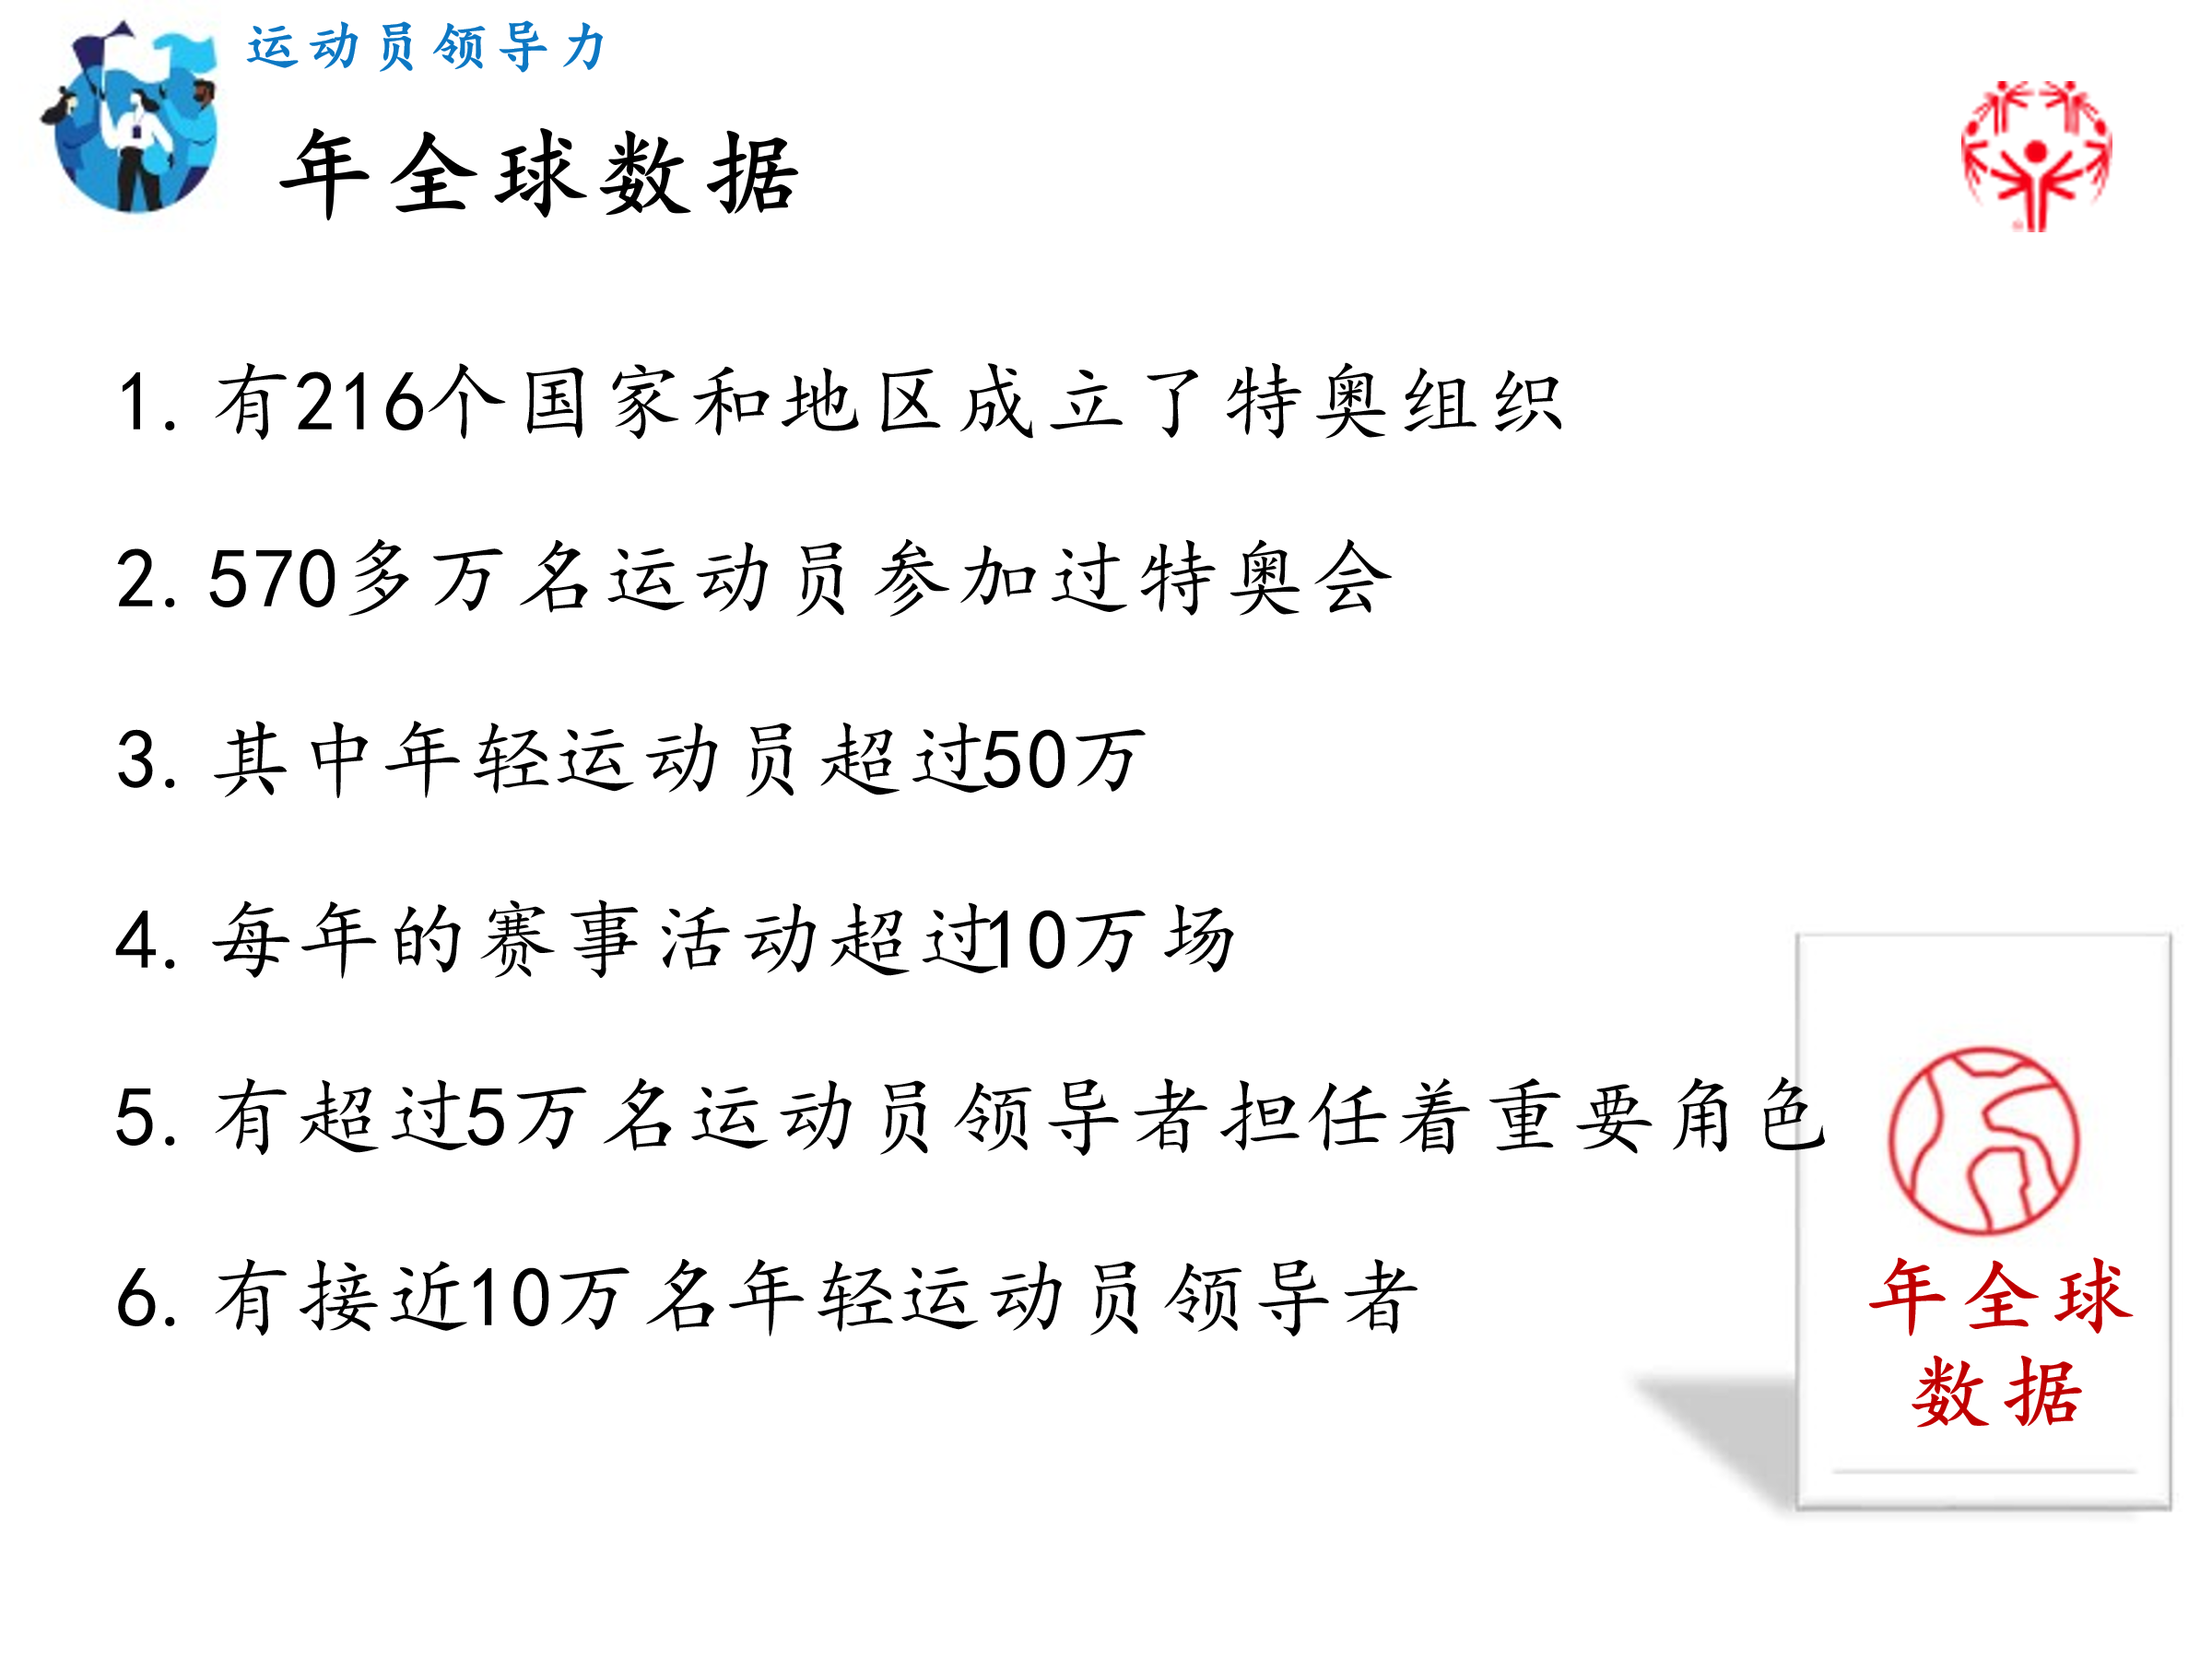 运动员领导力
年全球数据
1. 有216个国家和地区成立了特奥组织
2. 570多万名运动员参加过特奥会
3. 其中年轻运动员超过50万
4. 每年的赛事活动超过10万场
5. 有超过5万名运动员领导者担任着重要角色
6. 有接近10万名年轻运动员领导者
年全球
数据